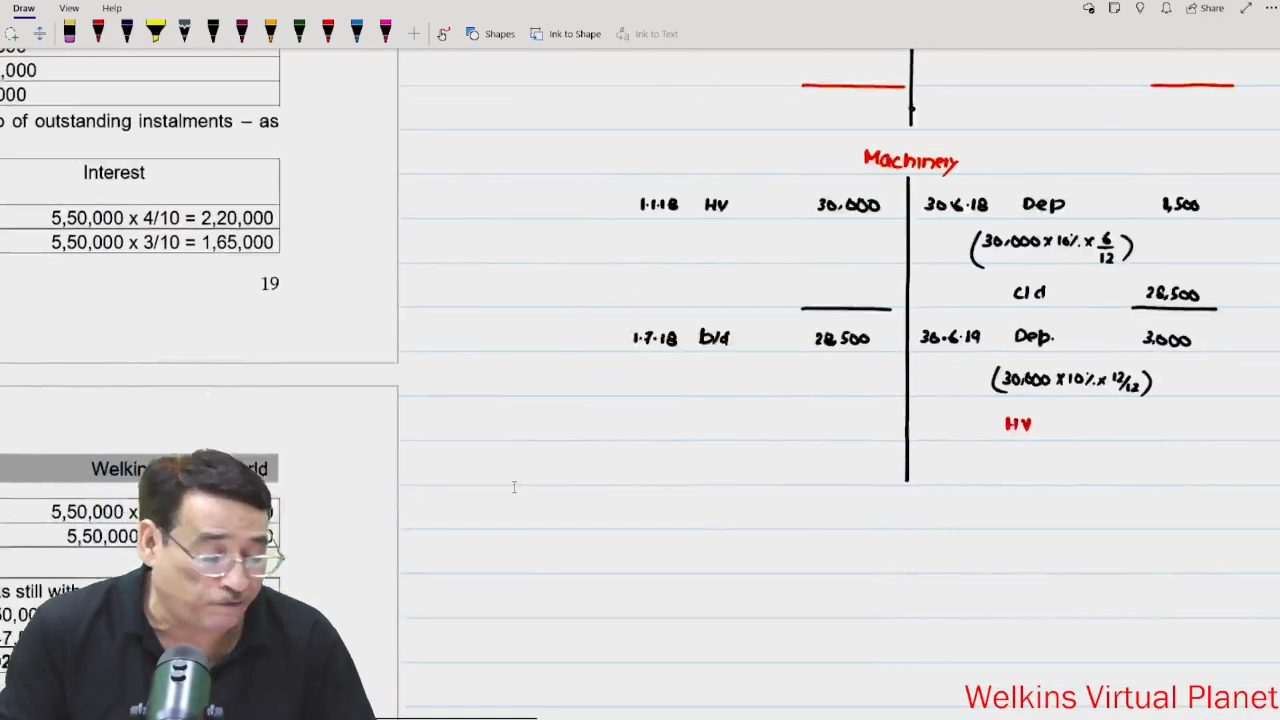 Draw View Help
Share
Shapes Ink to Shape Ink to Text
,000
000
o of outstanding instalments – as
Interest
5,50,000 x 4/10 = 2,20,000
5,50,000 x 3/10 = 1,65,000
19
5,50,000 x
5,50,000
s still with
Machinery
1.1.18 HV 30,000 30.6.18 Dep 1,500
(30,000 x 10% x 6/12)
c/d 28,500
1.7.18 b/d 28,500 30.6.19 Dep. 3,000
(30,000 x 10% x 12/12)
HV
Welkins Virtual Planet